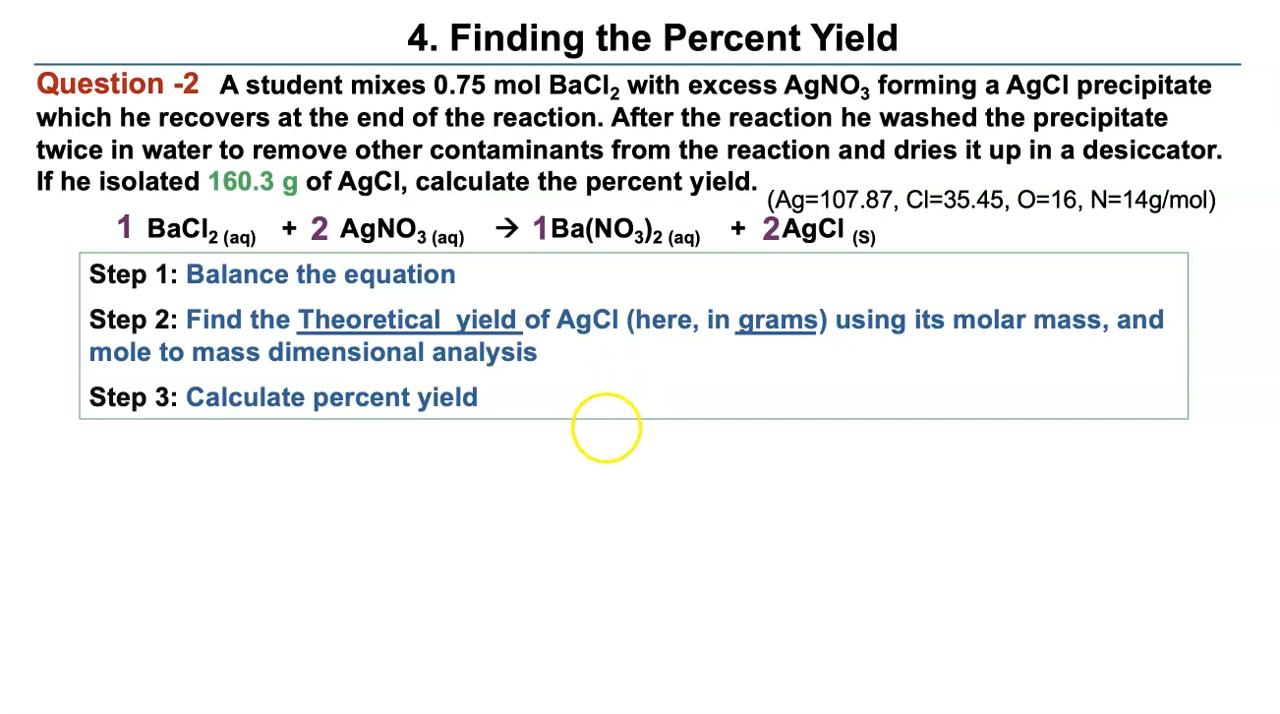 4. Finding the Percent Yield
Question -2 A student mixes 0.75 mol BaCl₂ with excess AgNO₃ forming a AgCl precipitate
which he recovers at the end of the reaction. After the reaction he washed the precipitate
twice in water to remove other contaminants from the reaction and dries it up in a desiccator.
If he isolated 160.3 g of AgCl, calculate the percent yield.
(Ag=107.87, Cl=35.45, O=16, N=14g/mol)
1 BaCl₂ (aq) + 2 AgNO₃ (aq) → 1Ba(NO₃)₂ (aq) + 2AgCl (S)
Step 1: Balance the equation
Step 2: Find the Theoretical yield of AgCl (here, in grams) using its molar mass, and
mole to mass dimensional analysis
Step 3: Calculate percent yield